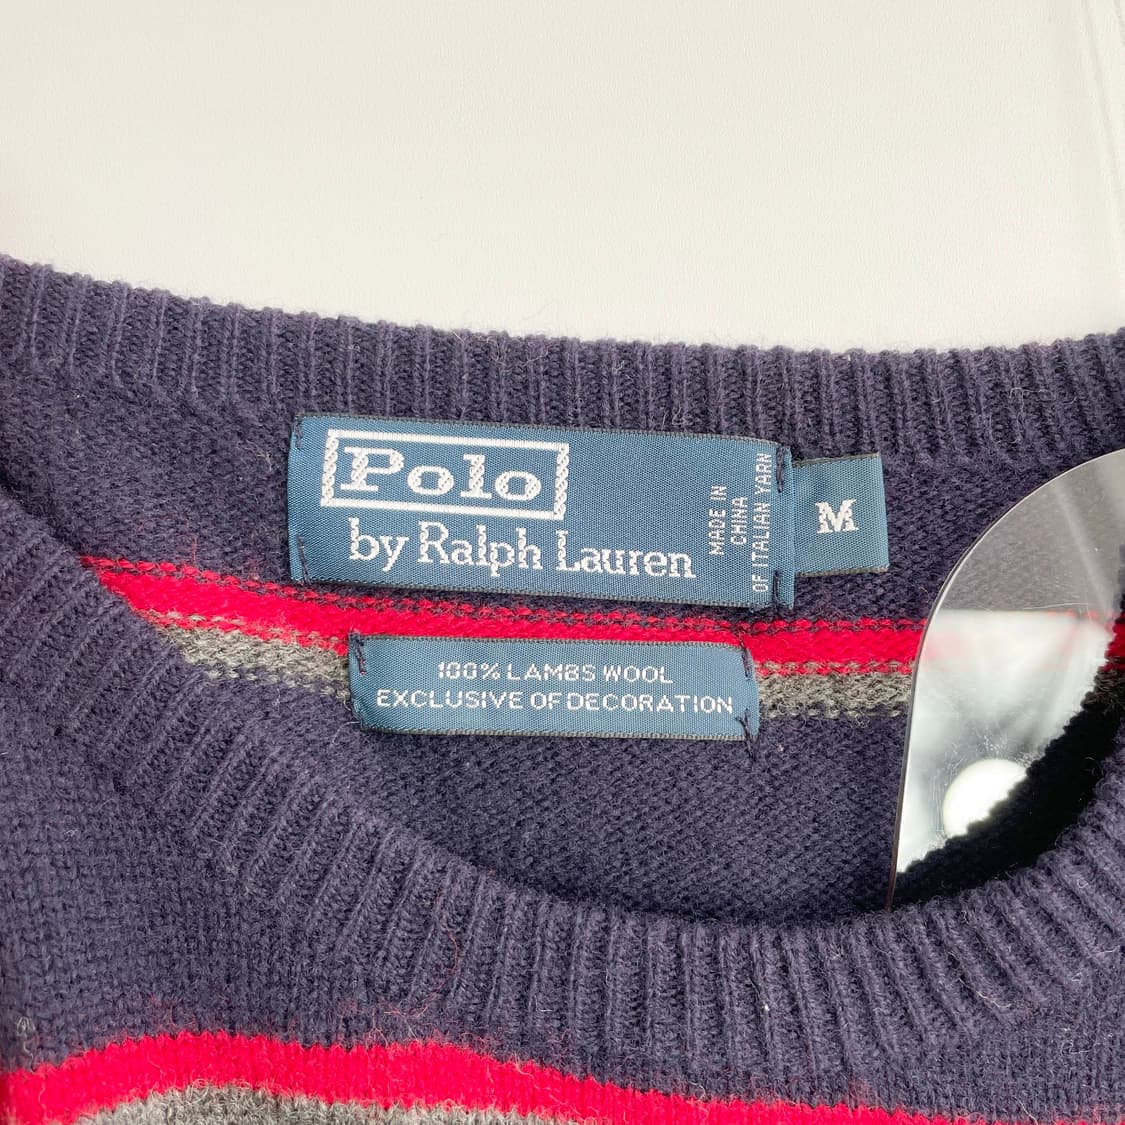 Polo
by Ralph Lauren
MADE IN
CHINA
OF ITALIAN YARN
M
100% LAMBS WOOL
EXCLUSIVE OF DECORATION